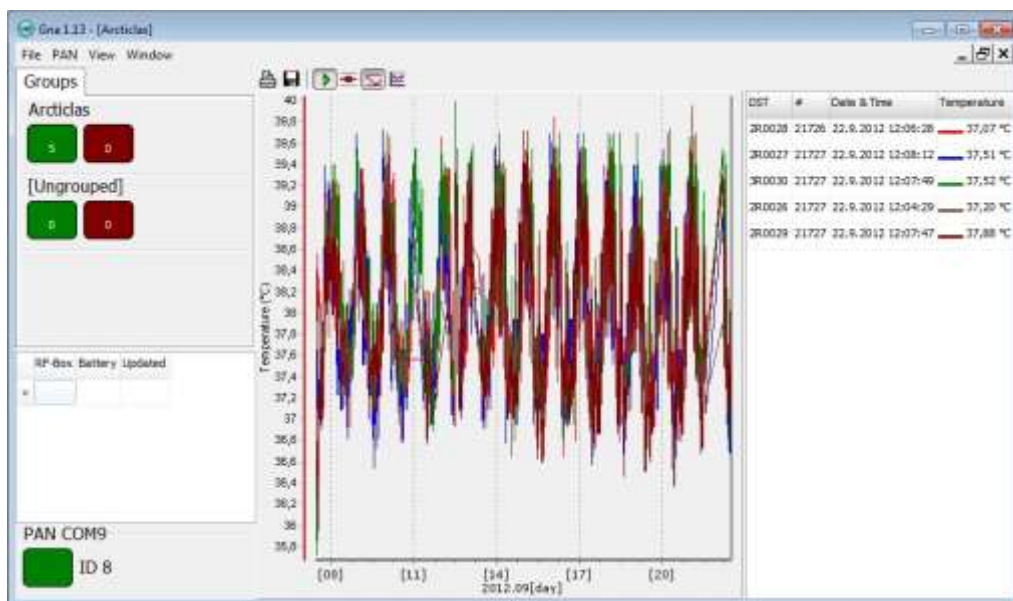 Gna 1.13 - [Arcticlas]
File PAN View Window
Groups
Arcticlas
5 0
[Ungrouped]
0 0
RF-Box Battery Updated
PAN COM9
ID 8
Temperature (°C)
40
39,8
39,6
39,4
39,2
39
38,8
38,6
38,4
38,2
38
37,8
37,6
37,4
37,2
37
36,8
36,6
36,4
36,2
36
35,8
[08] [11] [14] [17] [20]
2012.09[day]
DST # Date & Time Temperature
2R0028 21726 22.9.2012 12:06:28 37,07 °C
2R0027 21727 22.9.2012 12:08:12 37,51 °C
21727 22.9.2012 12:07:49 37,52 °C
2R0026 21727 22.9.2012 12:04:29 37,20 °C
2R0029 21727 22.9.2012 12:07:47 37,88 °C